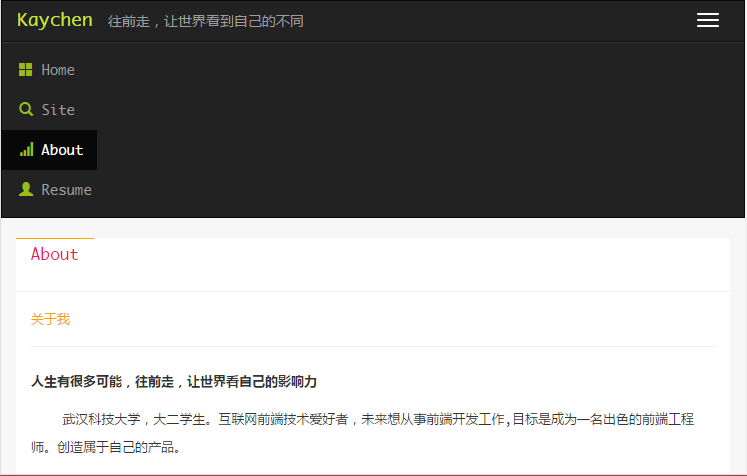 Kaychen 往前走，让世界看到自己的不同
Home
Site
About
Resume
About
关于我
人生有很多可能，往前走，让世界看自己的影响力
武汉科技大学，大二学生。互联网前端技术爱好者，未来想从事前端开发工作,目标是成为一名出色的前端工程
师。创造属于自己的产品。